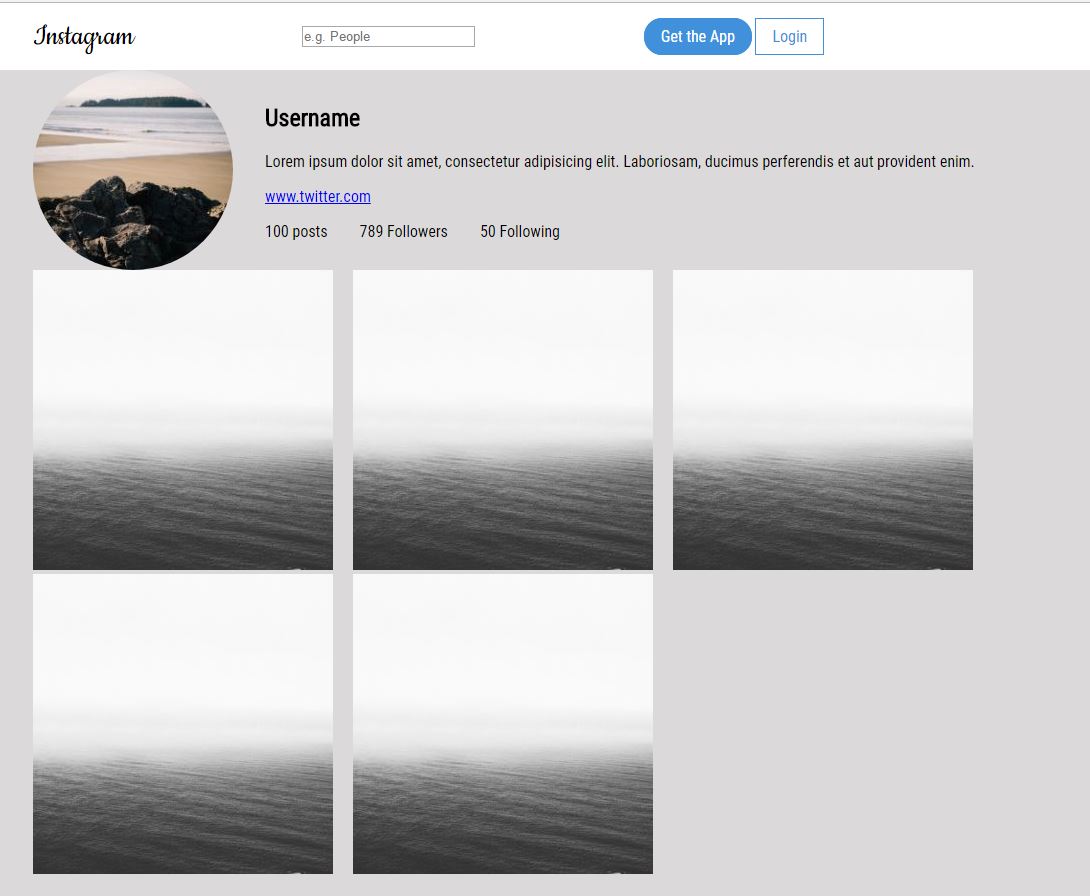 Instagram
e.g. People
Get the App
Login
Username
Lorem ipsum dolor sit amet, consectetur adipisicing elit. Laboriosam, ducimus perferendis et aut provident enim.
www.twitter.com
100 posts 789 Followers 50 Following